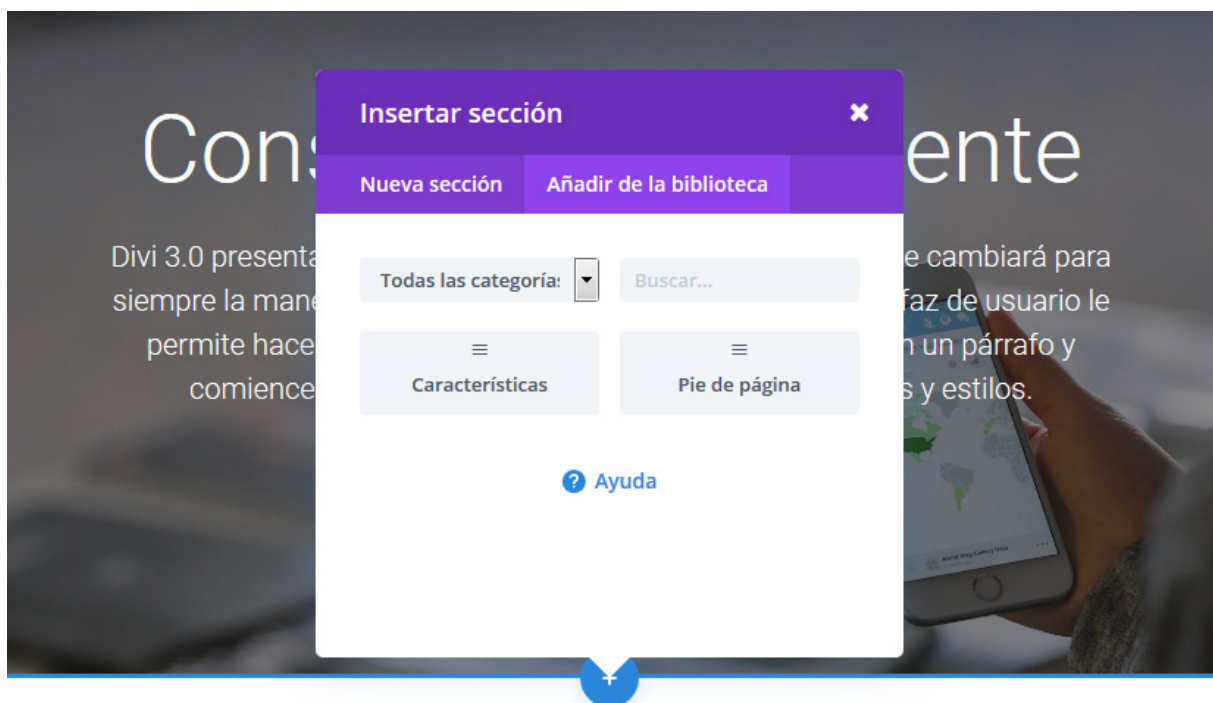 Insertar sección
Nueva sección Añadir de la biblioteca
Todas las categorías Buscar...
Característícas Pie de página
Ayuda
Cons ente
Divi 3.0 presenta e cambiará para
siempre la mane faz de usuario le
permite hace un párrafo y
comience s y estilos.